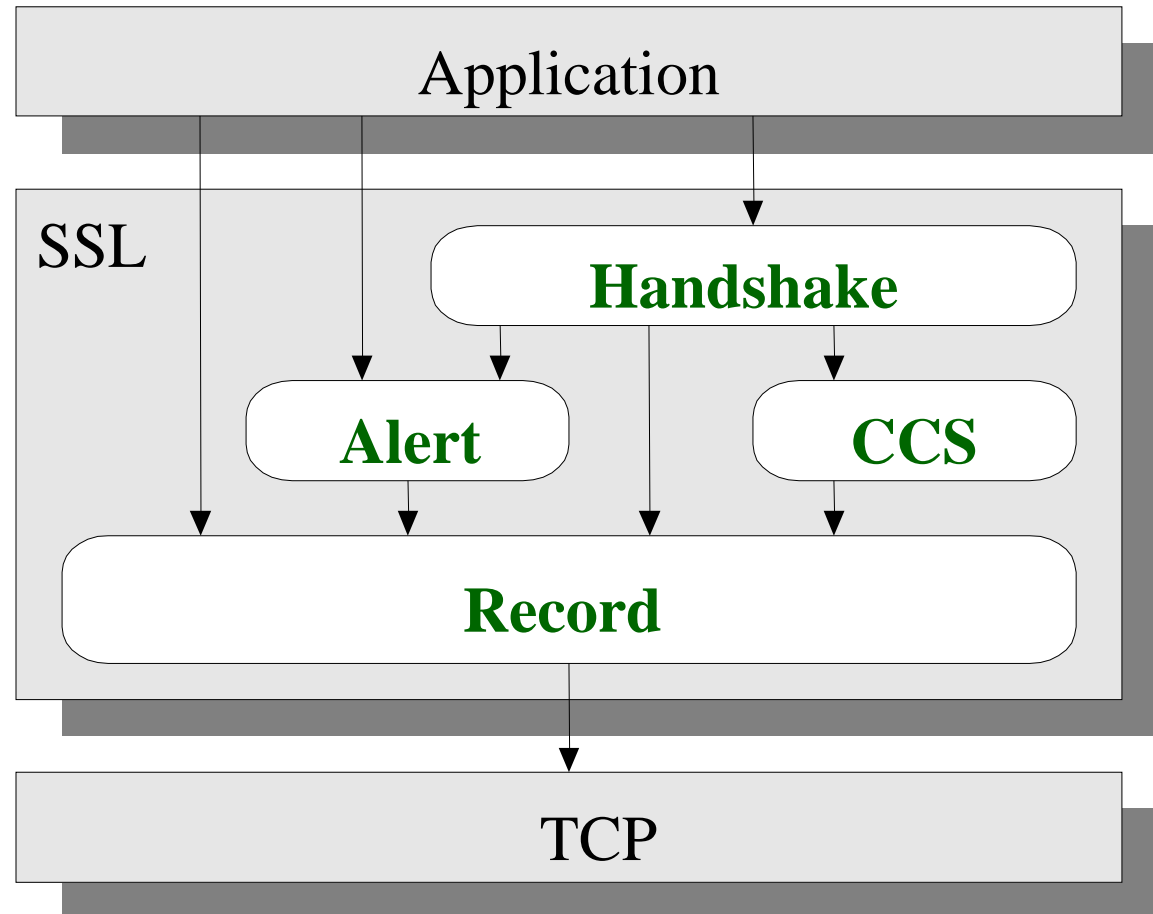 Application
SSL
Handshake
Alert
CCS
Record
TCP